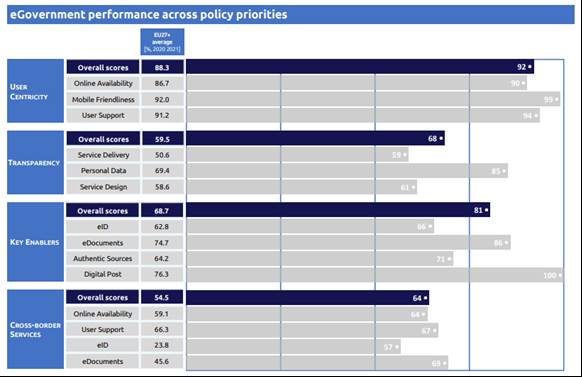 eGovernment performance across policy priorities
EU27+
average
[%, 2020 2021]
USER
CENTRICITY
Overall scores 88.3 92
Online Availability 86.7 90
Mobile Friendliness 92.0 99
User Support 91.2 94
TRANSPARENCY
Overall scores 59.5 68
Service Delivery 50.6 59
Personal Data 69.4 85
Service Design 58.6 61
KEY ENABLERS
Overall scores 68.7 81
eID 62.8 66
eDocuments 74.7 86
Authentic Sources 64.2 71
Digital Post 76.3 100
CROSS-BORDER
SERVICES
Overall scores 54.5 64
Online Availability 59.1 64
User Support 66.3 67
eID 23.8 57
eDocuments 45.6 69